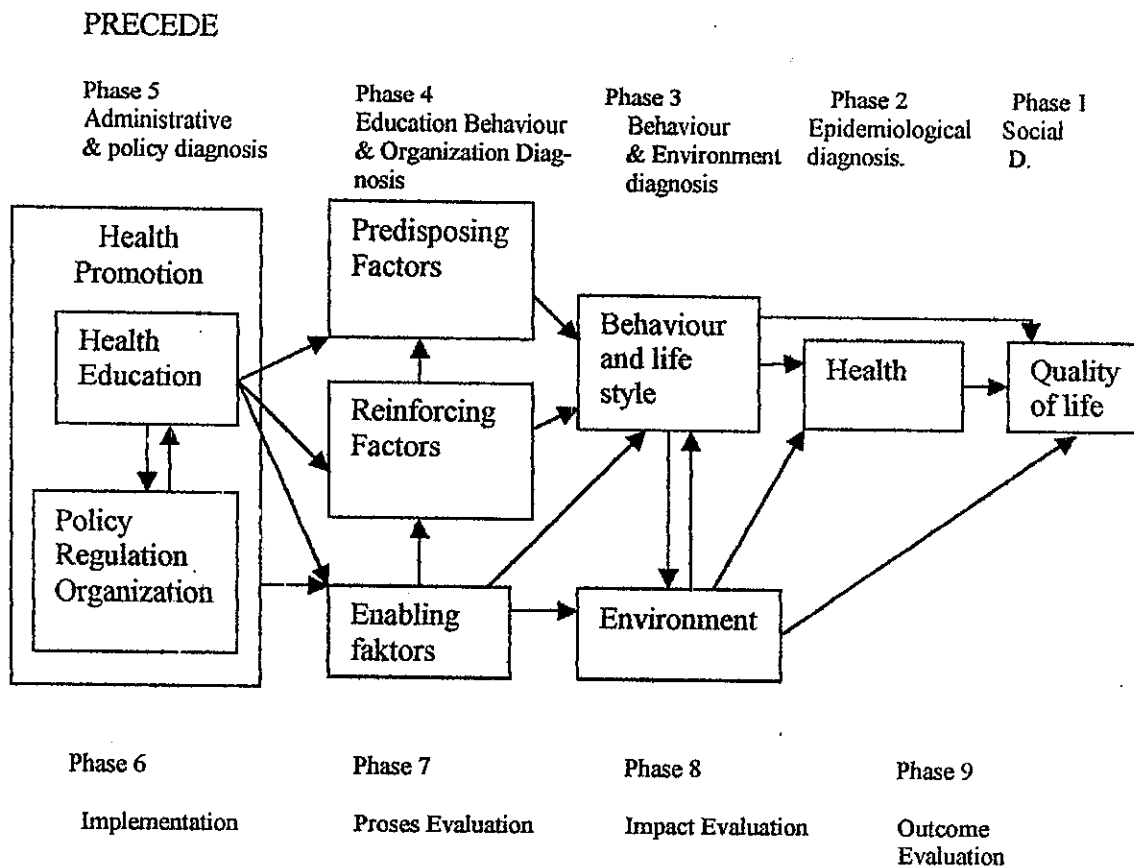 PRECEDE
Phase 5
Administrative
& policy diagnosis
Phase 4
Education Behaviour
& Organization Diag-
nosis
Phase 3
Behaviour
& Environment
diagnosis
Phase 2
Epidemiological
diagnosis.
Phase 1
Social
D.
Health
Promotion
Health
Education
Policy
Regulation
Organization
Predisposing
Factors
Reinforcing
Factors
Enabling
faktors
Behaviour
and life
style
Environment
Health
Quality
of life
Phase 6
Implementation
Phase 7
Proses Evaluation
Phase 8
Impact Evaluation
Phase 9
Outcome
Evaluation